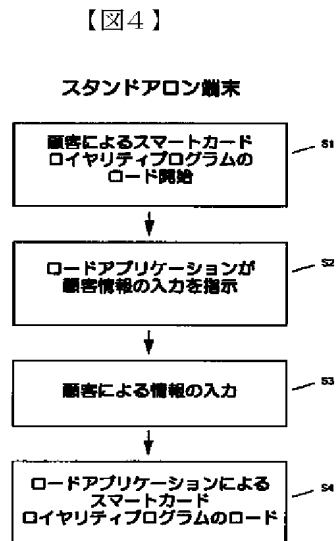 【図4】
スタンドアロン端末
顧客によるスマートカード
ロイヤリティプログラムの
ロード開始
S1
ロードアプリケーションが
顧客情報の入力を指示
S2
顧客による情報の入力
S3
ロードアプリケーションによる
スマートカード
ロイヤリティプログラムのロード
S4